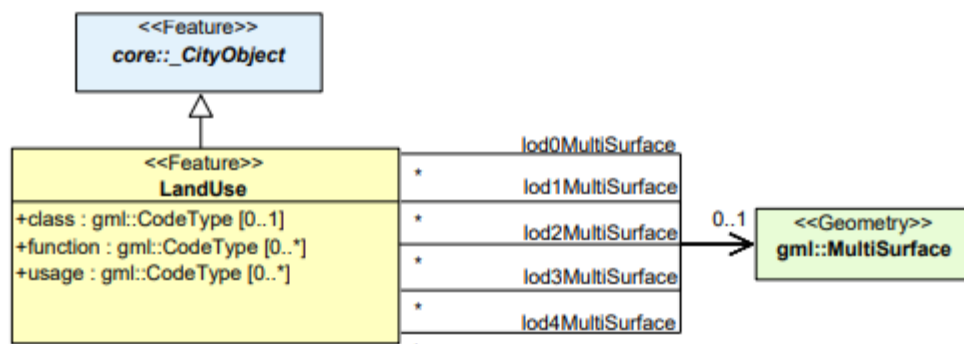 <<Feature>>
core::_CityObject
<<Feature>>
LandUse
+class : gml::CodeType [0..1]
+function : gml::CodeType [0..*]
+usage : gml::CodeType [0..*]
lod0MultiSurface
*
lod1MultiSurface
*
lod2MultiSurface
*
lod3MultiSurface
*
lod4MultiSurface
0..1
<<Geometry>>
gml::MultiSurface